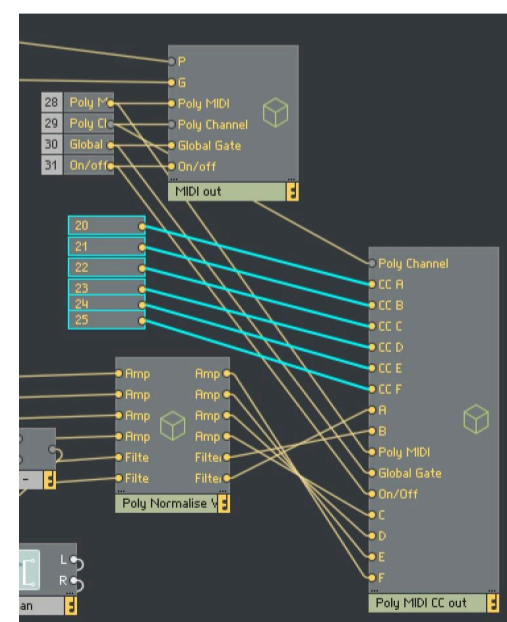 P
G
28 Poly M
Poly MIDI
29 Poly Cl
Poly Channel
30 Global
Global Gate
31 On/off
On/off
...
MIDI out
20
21
22
23
24
25
Poly Channel
CC A
CC B
CC C
CC D
CC E
CC F
A
B
Poly MIDI
Global Gate
On/Off
C
D
E
F
...
Poly MIDI CC out
Amp Amp
Amp Amp
Amp Amp
Amp Amp
Filte Filte
Filte Filte
...
Poly Normalise V
-
L
R
an